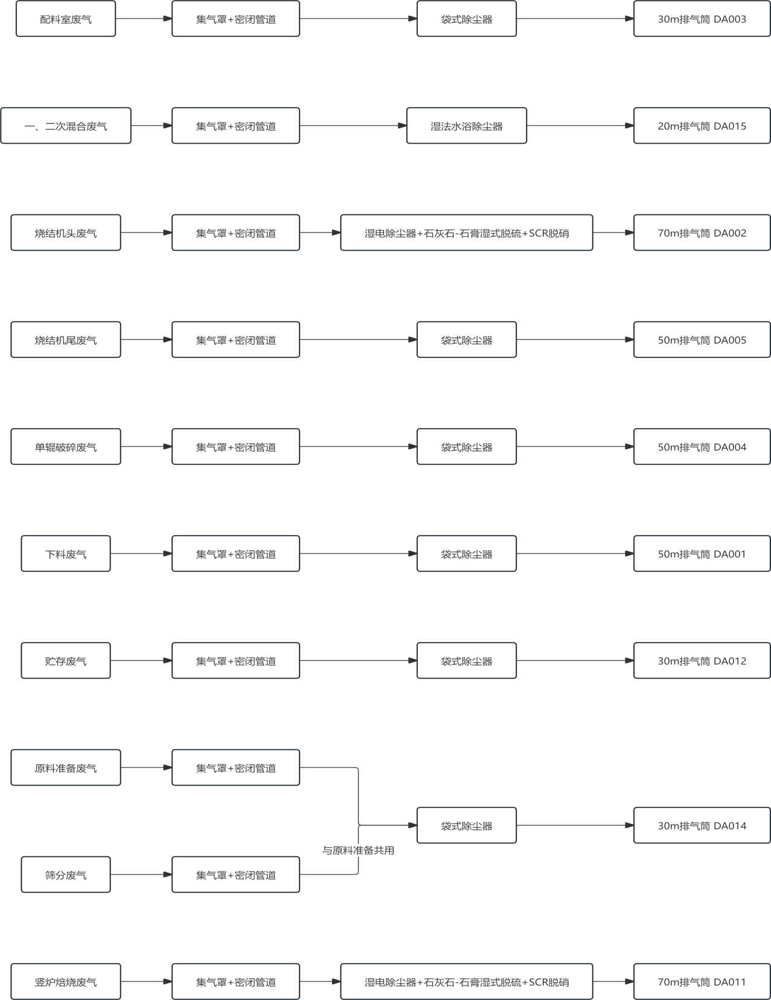 配料室废气
集气罩+密闭管道
袋式除尘器
30m排气筒 DA003
一、二次混合废气
集气罩+密闭管道
湿法水浴除尘器
20m排气筒 DA015
烧结机头废气
集气罩+密闭管道
湿电除尘器+石灰石-石膏湿式脱硫+SCR脱硝
70m排气筒 DA002
烧结机尾废气
集气罩+密闭管道
袋式除尘器
50m排气筒 DA005
单辊破碎废气
集气罩+密闭管道
袋式除尘器
50m排气筒 DA004
下料废气
集气罩+密闭管道
袋式除尘器
50m排气筒 DA001
贮存废气
集气罩+密闭管道
袋式除尘器
30m排气筒 DA012
原料准备废气
集气罩+密闭管道
袋式除尘器
30m排气筒 DA014
与原料准备共用
筛分废气
集气罩+密闭管道
竖炉焙烧废气
集气罩+密闭管道
湿电除尘器+石灰石-石膏湿式脱硫+SCR脱硝
70m排气筒 DA011